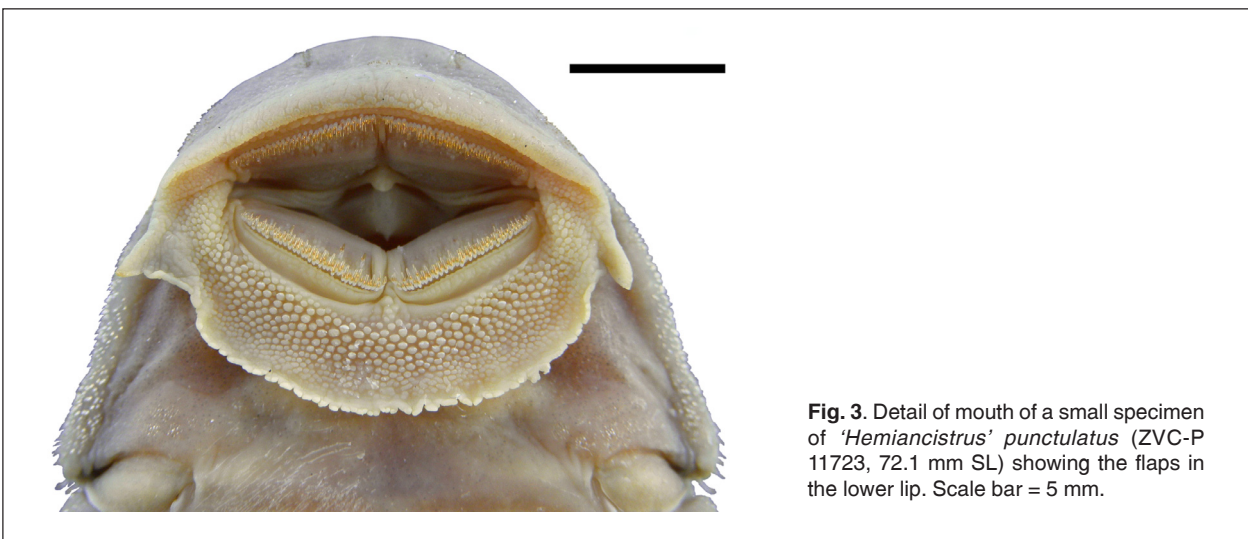 Fig. 3. Detail of mouth of a small specimen
of ‘Hemiancistrus’ punctulatus (ZVC-P
11723, 72.1 mm SL) showing the flaps in
the lower lip. Scale bar = 5 mm.